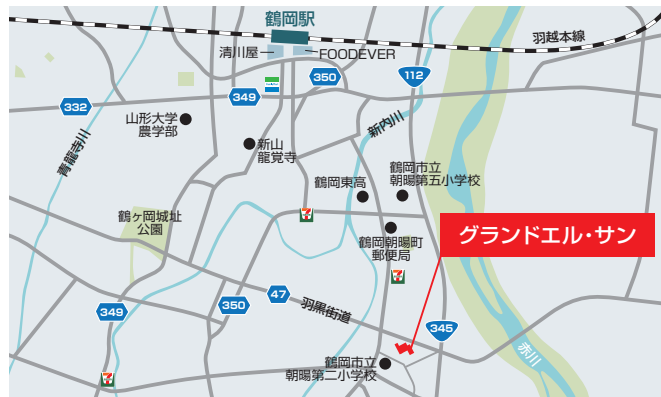 鶴岡駅
羽越本線
清川屋
FOODEVER
350
112
349
332
山形大学
農学部
新内川
青龍寺川
新山
龍覚寺
鶴岡東高
鶴岡市立
朝暘第五小学校
鶴ヶ岡城址
公園
7
鶴岡朝暘町
郵便局
グランドエル・サン
7
47
350
349
羽黒街道
345
赤川
鶴岡市立
朝暘第二小学校
7